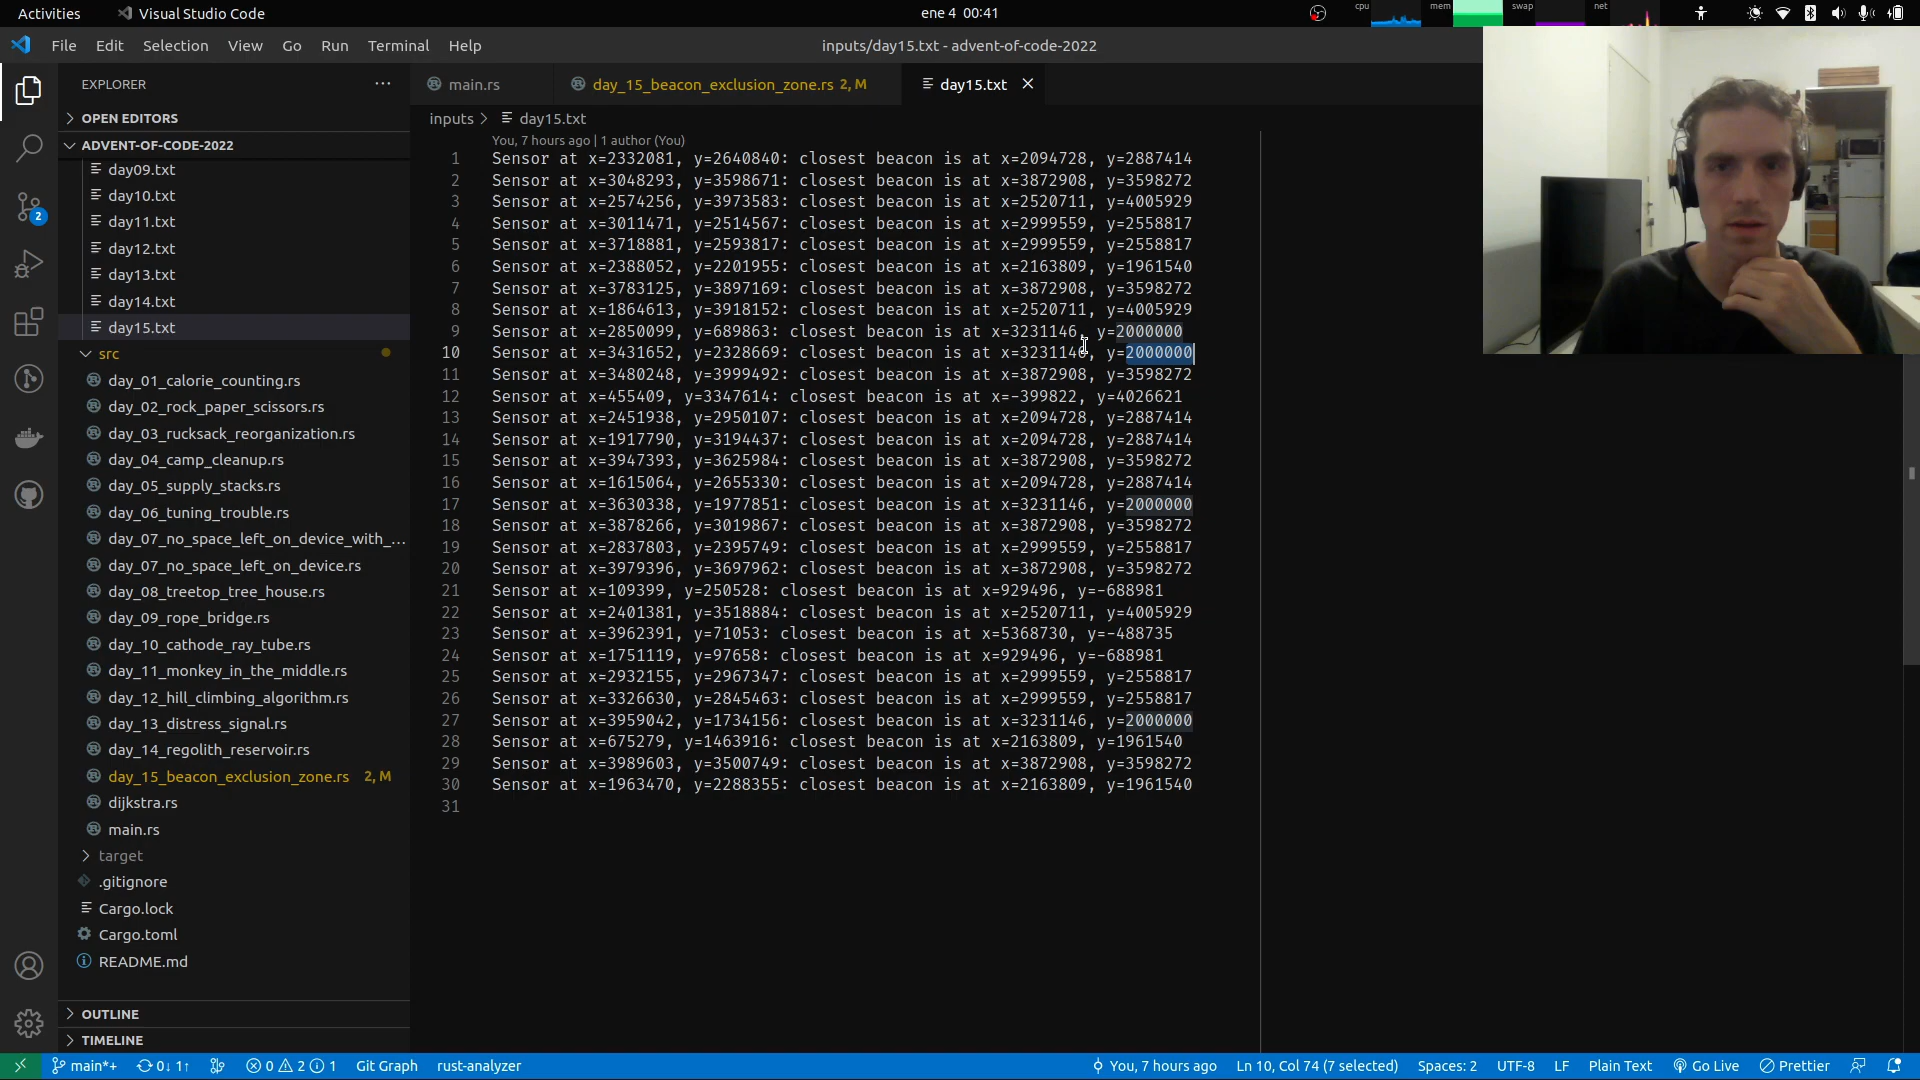 Activities
Visual Studio Code
ene 4 00:41
cpu
mem
swap
net
File Edit Selection View Go Run Terminal Help
inputs/day15.txt - advent-of-code-2022
EXPLORER
main.rs
day_15_beacon_exclusion_zone.rs 2, M
day15.txt
OPEN EDITORS
ADVENT-OF-CODE-2022
day09.txt
day10.txt
day11.txt
day12.txt
day13.txt
day14.txt
day15.txt
src
day_01_calorie_counting.rs
day_02_rock_paper_scissors.rs
day_03_rucksack_reorganization.rs
day_04_camp_cleanup.rs
day_05_supply_stacks.rs
day_06_tuning_trouble.rs
day_07_no_space_left_on_device_with_...
day_07_no_space_left_on_device.rs
day_08_treetop_tree_house.rs
day_09_rope_bridge.rs
day_10_cathode_ray_tube.rs
day_11_monkey_in_the_middle.rs
day_12_hill_climbing_algorithm.rs
day_13_distress_signal.rs
day_14_regolith_reservoir.rs
day_15_beacon_exclusion_zone.rs 2, M
dijkstra.rs
main.rs
target
.gitignore
Cargo.lock
Cargo.toml
README.md
OUTLINE
TIMELINE
2
inputs > day15.txt
You, 7 hours ago | 1 author (You)
1 Sensor at x=2332081, y=2640840: closest beacon is at x=2094728, y=2887414
2 Sensor at x=3048293, y=3598671: closest beacon is at x=3872908, y=3598272
3 Sensor at x=2574256, y=3973583: closest beacon is at x=2520711, y=4005929
4 Sensor at x=3011471, y=2514567: closest beacon is at x=2999559, y=2558817
5 Sensor at x=3718881, y=2593817: closest beacon is at x=2999559, y=2558817
6 Sensor at x=2388052, y=2201955: closest beacon is at x=2163809, y=1961540
7 Sensor at x=3783125, y=3897169: closest beacon is at x=3872908, y=3598272
8 Sensor at x=1864613, y=3918152: closest beacon is at x=2520711, y=4005929
9 Sensor at x=2850099, y=689863: closest beacon is at x=3231146, y=2000000
10 Sensor at x=3431652, y=2328669: closest beacon is at x=3231146, y=2000000
11 Sensor at x=3480248, y=3999492: closest beacon is at x=3872908, y=3598272
12 Sensor at x=455409, y=3347614: closest beacon is at x=-399822, y=4026621
13 Sensor at x=2451938, y=2950107: closest beacon is at x=2094728, y=2887414
14 Sensor at x=1917790, y=3194437: closest beacon is at x=2094728, y=2887414
15 Sensor at x=3947393, y=3625984: closest beacon is at x=3872908, y=3598272
16 Sensor at x=1615064, y=2655330: closest beacon is at x=2094728, y=2887414
17 Sensor at x=3630338, y=1977851: closest beacon is at x=3231146, y=2000000
18 Sensor at x=3878266, y=3019867: closest beacon is at x=3872908, y=3598272
19 Sensor at x=2837803, y=2395749: closest beacon is at x=2999559, y=2558817
20 Sensor at x=3979396, y=3697962: closest beacon is at x=3872908, y=3598272
21 Sensor at x=109399, y=250528: closest beacon is at x=929496, y=-688981
22 Sensor at x=2401381, y=3518884: closest beacon is at x=2520711, y=4005929
23 Sensor at x=3962391, y=71053: closest beacon is at x=5368730, y=-488735
24 Sensor at x=1751119, y=97658: closest beacon is at x=929496, y=-688981
25 Sensor at x=2932155, y=2967347: closest beacon is at x=2999559, y=2558817
26 Sensor at x=3326630, y=2845463: closest beacon is at x=2999559, y=2558817
27 Sensor at x=3959042, y=1734156: closest beacon is at x=3231146, y=2000000
28 Sensor at x=675279, y=1463916: closest beacon is at x=2163809, y=1961540
29 Sensor at x=3989603, y=3500749: closest beacon is at x=3872908, y=3598272
30 Sensor at x=1963470, y=2288355: closest beacon is at x=2163809, y=1961540
31
main*+ 0↓ 1↑ 0 2 1 Git Graph rust-analyzer You, 7 hours ago Ln 10, Col 74 (7 selected) Spaces: 2 UTF-8 LF Plain Text Go Live Prettier